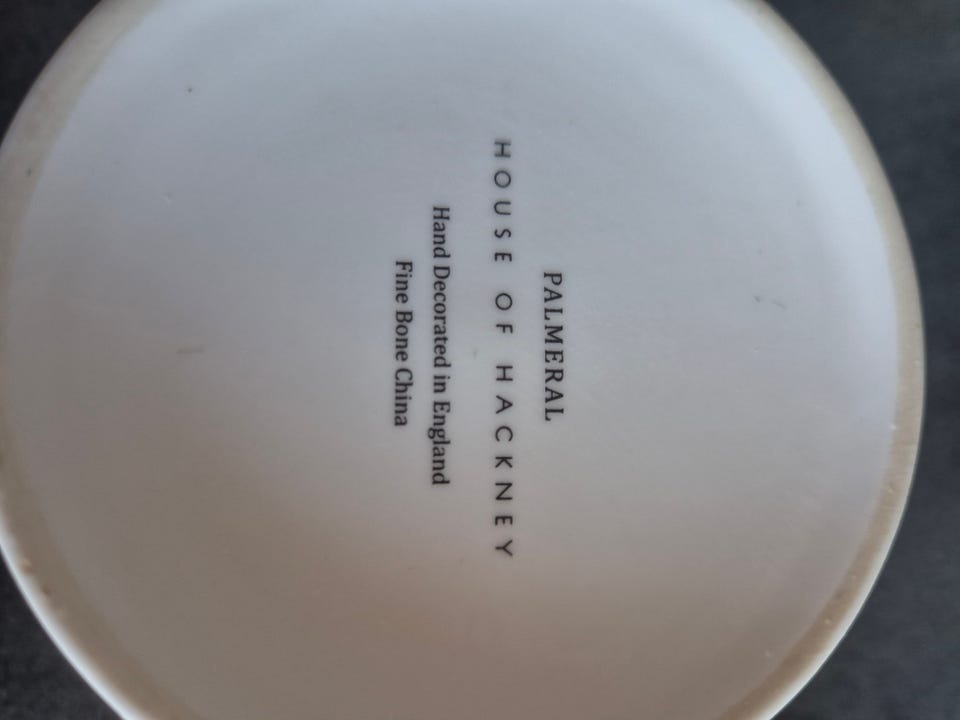 PALMERAL
HOUSE OF HACKNEY
Hand Decorated in England
Fine Bone China